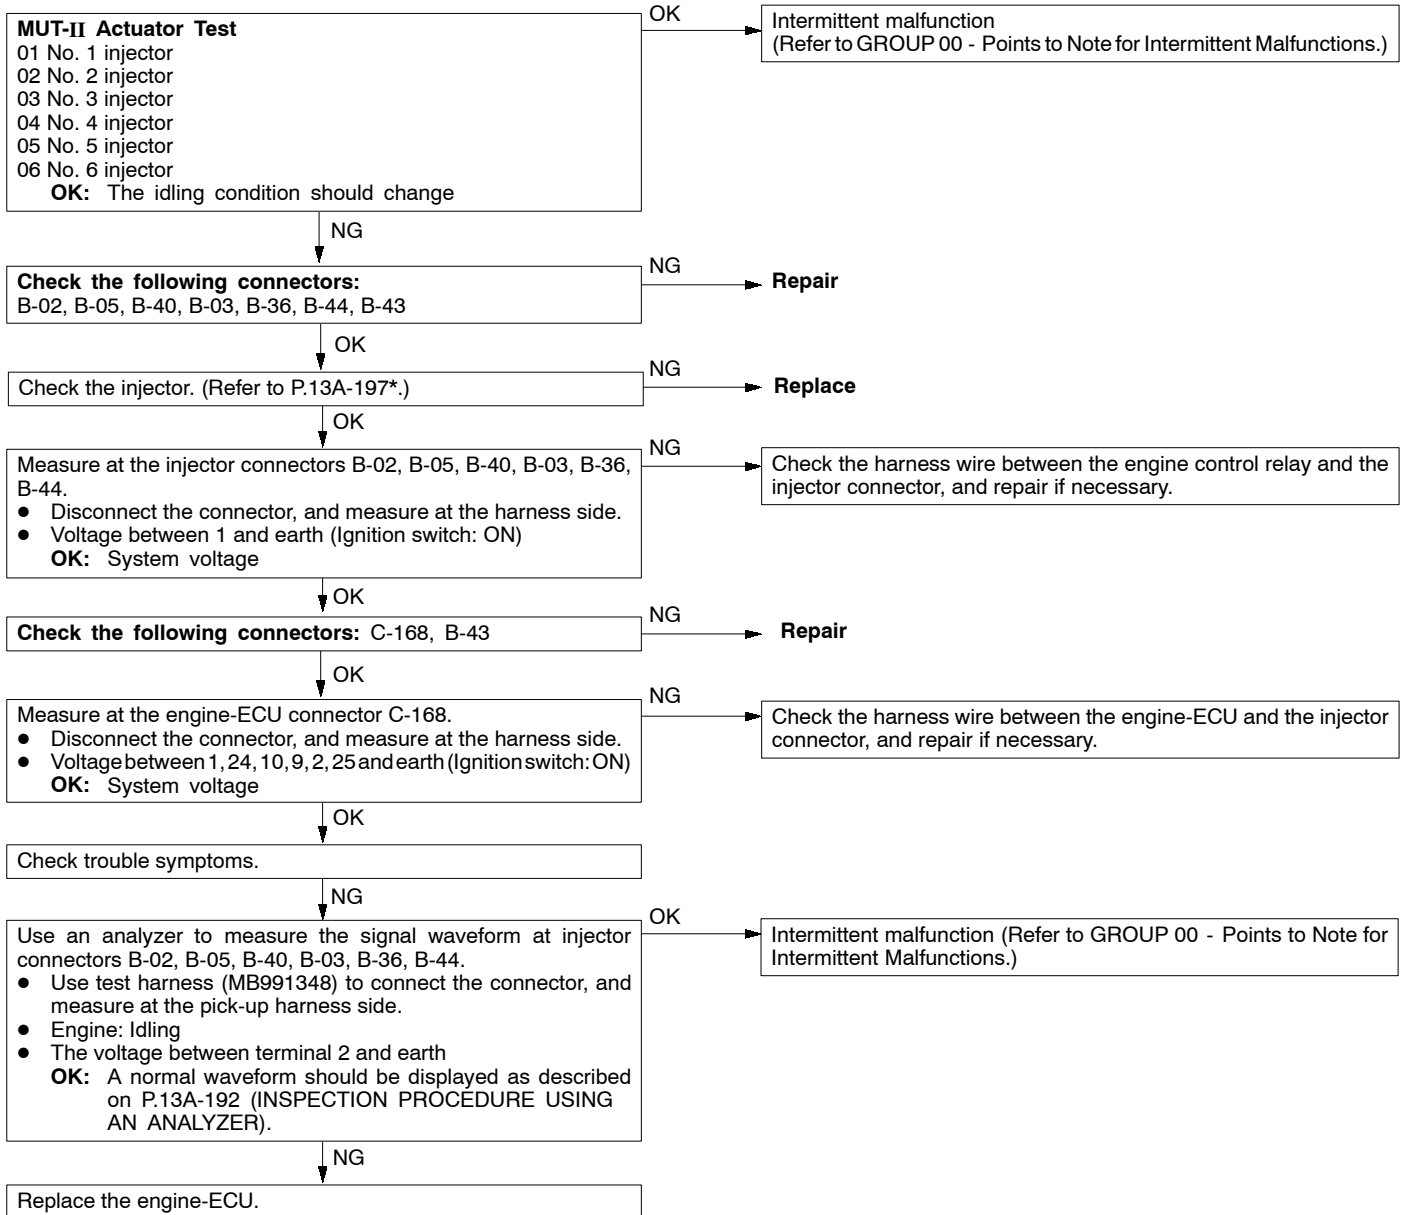 MUT-II Actuator Test
01 No. 1 injector
02 No. 2 injector
03 No. 3 injector
04 No. 4 injector
05 No. 5 injector
06 No. 6 injector
OK: The idling condition should change
OK
Intermittent malfunction
(Refer to GROUP 00 - Points to Note for Intermittent Malfunctions.)
NG
Check the following connectors:
B-02, B-05, B-40, B-03, B-36, B-44, B-43
NG
Repair
OK
Check the injector. (Refer to P.13A-197*.)
NG
Replace
OK
Measure at the injector connectors B-02, B-05, B-40, B-03, B-36,
B-44.
● Disconnect the connector, and measure at the harness side.
● Voltage between 1 and earth (Ignition switch: ON)
OK: System voltage
NG
Check the harness wire between the engine control relay and the
injector connector, and repair if necessary.
OK
Check the following connectors: C-168, B-43
NG
Repair
OK
Measure at the engine-ECU connector C-168.
● Disconnect the connector, and measure at the harness side.
● Voltage between 1, 24, 10, 9, 2, 25 and earth (Ignition switch: ON)
OK: System voltage
NG
Check the harness wire between the engine-ECU and the injector
connector, and repair if necessary.
OK
Check trouble symptoms.
NG
Use an analyzer to measure the signal waveform at injector
connectors B-02, B-05, B-40, B-03, B-36, B-44.
● Use test harness (MB991348) to connect the connector, and
measure at the pick-up harness side.
● Engine: Idling
● The voltage between terminal 2 and earth
OK: A normal waveform should be displayed as described
on P.13A-192 (INSPECTION PROCEDURE USING
AN ANALYZER).
OK
Intermittent malfunction (Refer to GROUP 00 - Points to Note for
Intermittent Malfunctions.)
NG
Replace the engine-ECU.